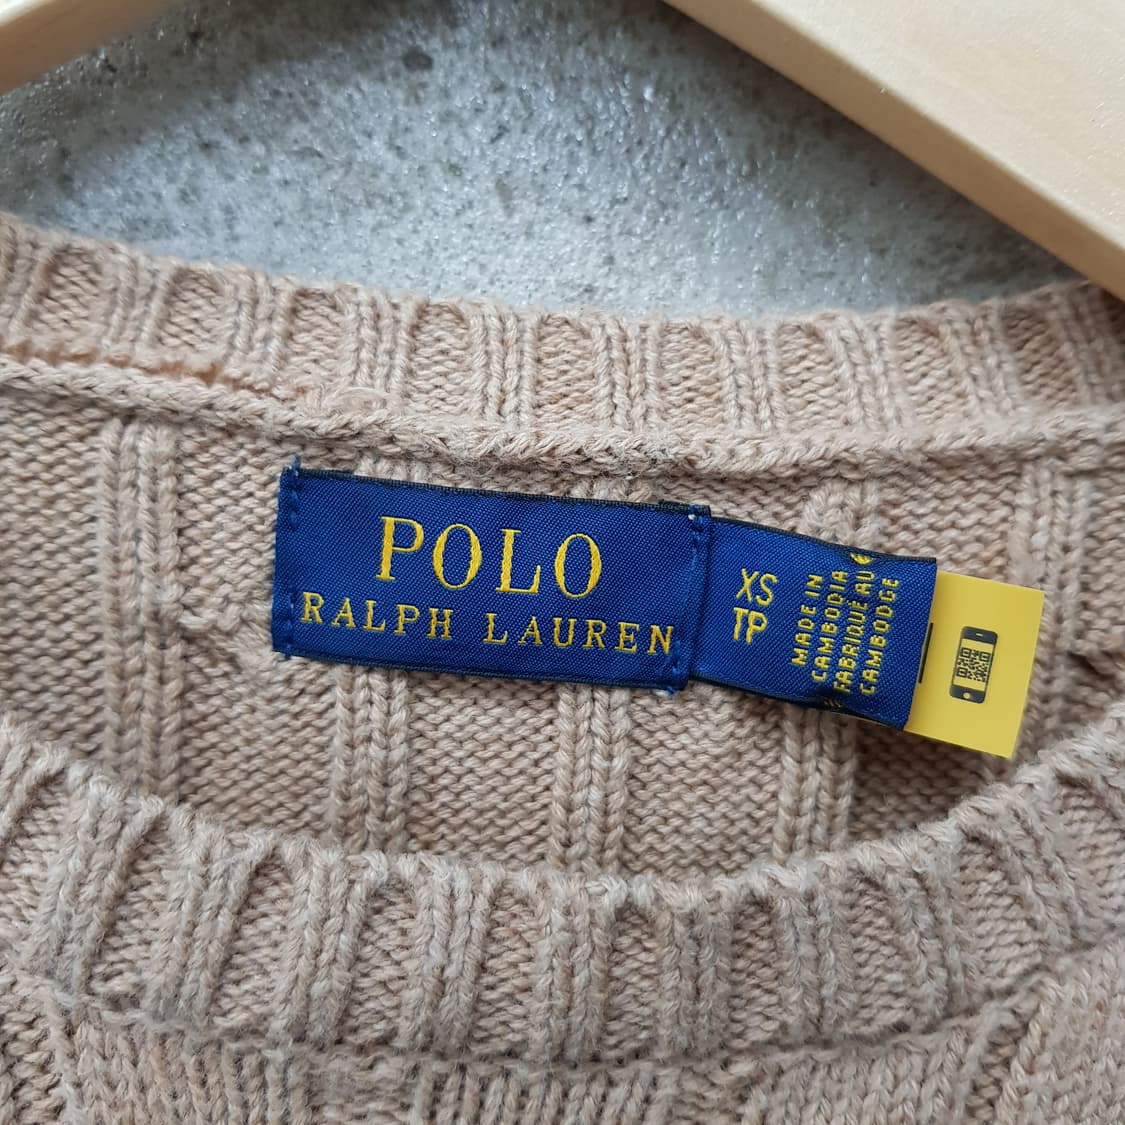 POLO
RALPH LAUREN
XS
TP
MADE IN
CAMBODIA
FABRIQUÉ AU
CAMBODGE